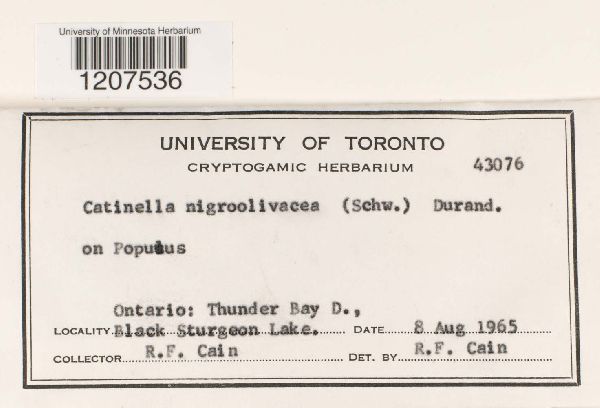 University of Minnesota Herbarium
1207536
UNIVERSITY OF TORONTO
CRYPTOGAMIC HERBARIUM 43076
Catinella nigroolivacea (Schw.) Durand.
on Populus
Ontario: Thunder Bay D.,
LOCALITY Black Sturgeon Lake. DATE 8 Aug 1965
COLLECTOR R.F. Cain DET. BY R.F. Cain